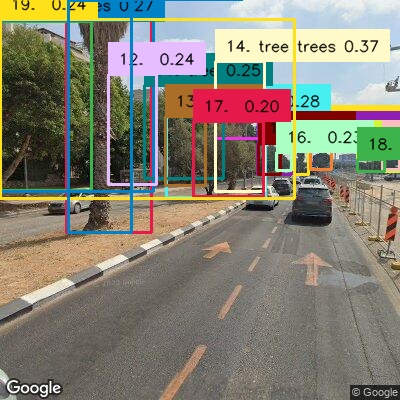 19. 0.24 es 0.27
12. 0.24
14. tree trees 0.37
tree 0.25
13.
17. 0.20
0.28
16. 0.23
18.
Google
© Google